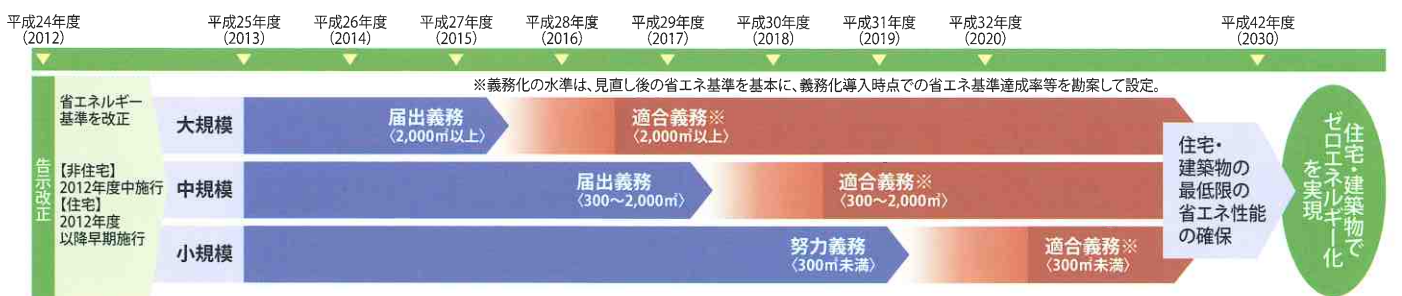 平成24年度
(2012)
平成25年度
(2013)
平成26年度
(2014)
平成27年度
(2015)
平成28年度
(2016)
平成29年度
(2017)
平成30年度
(2018)
平成31年度
(2019)
平成32年度
(2020)
平成42年度
(2030)
※義務化の水準は、見直し後の省エネ基準を基本に、義務化導入時点での省エネ基準達成率等を勘案して設定。
告示改正
省エネルギー
基準を改正
【非住宅】
2012年度中施行
【住宅】
2012年度
以降早期施行
大規模
届出義務
〈2,000㎡以上〉
適合義務※
〈2,000㎡以上〉
中規模
届出義務
〈300～2,000㎡〉
適合義務※
〈300～2,000㎡〉
小規模
努力義務
〈300㎡未満〉
適合義務※
〈300㎡未満〉
住宅・
建築物の
最低限の
省エネ性能
の確保
住宅・建築物で
ゼロエネルギー化
を実現